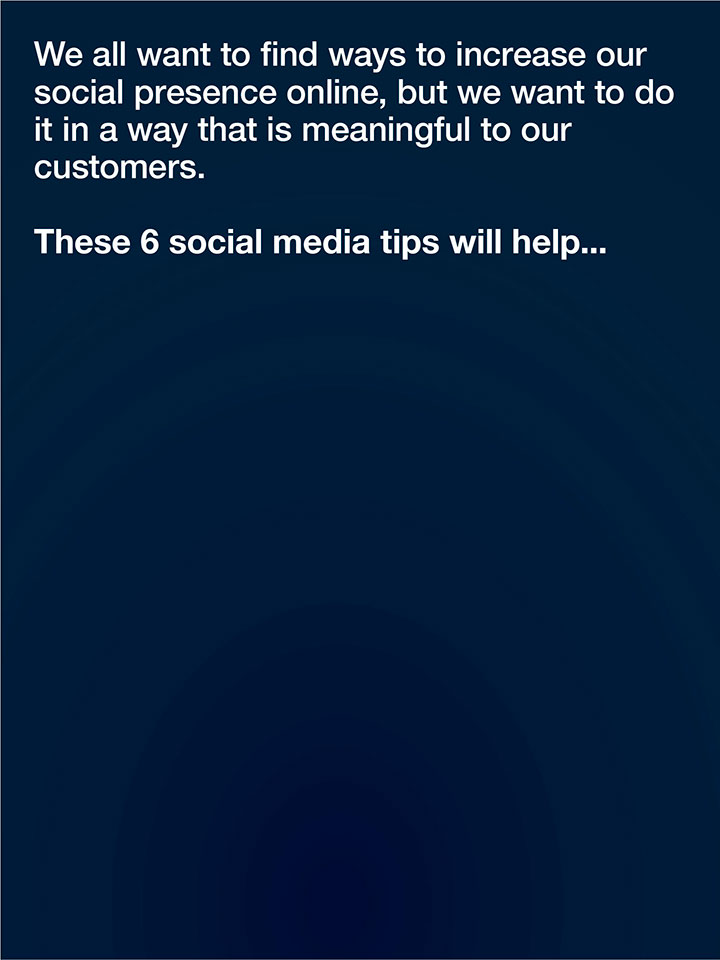 We all want to find ways to increase our
social presence online, but we want to do
it in a way that is meaningful to our
customers.
These 6 social media tips will help...